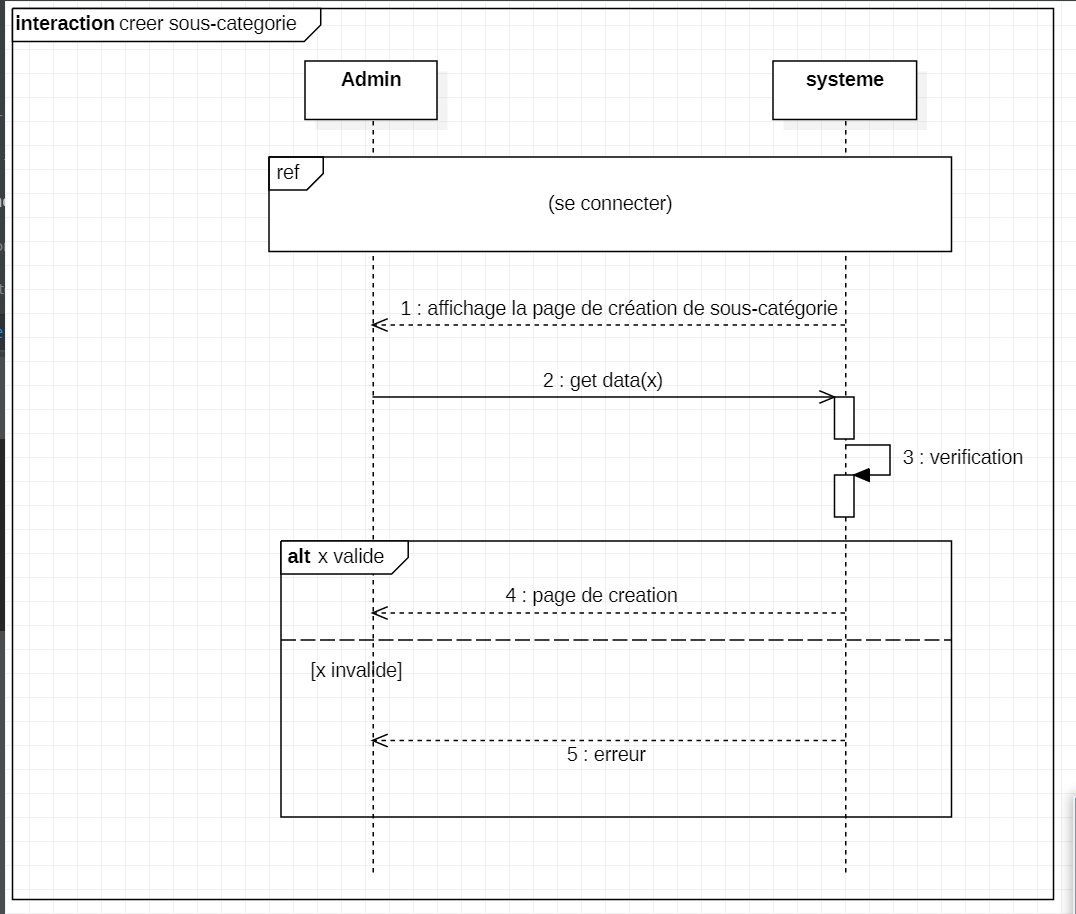 interaction creer sous-categorie
Admin
systeme
ref
(se connecter)
1 : affichage la page de création de sous-catégorie
2 : get data(x)
3 : verification
alt x valide
4 : page de creation
[x invalide]
5 : erreur